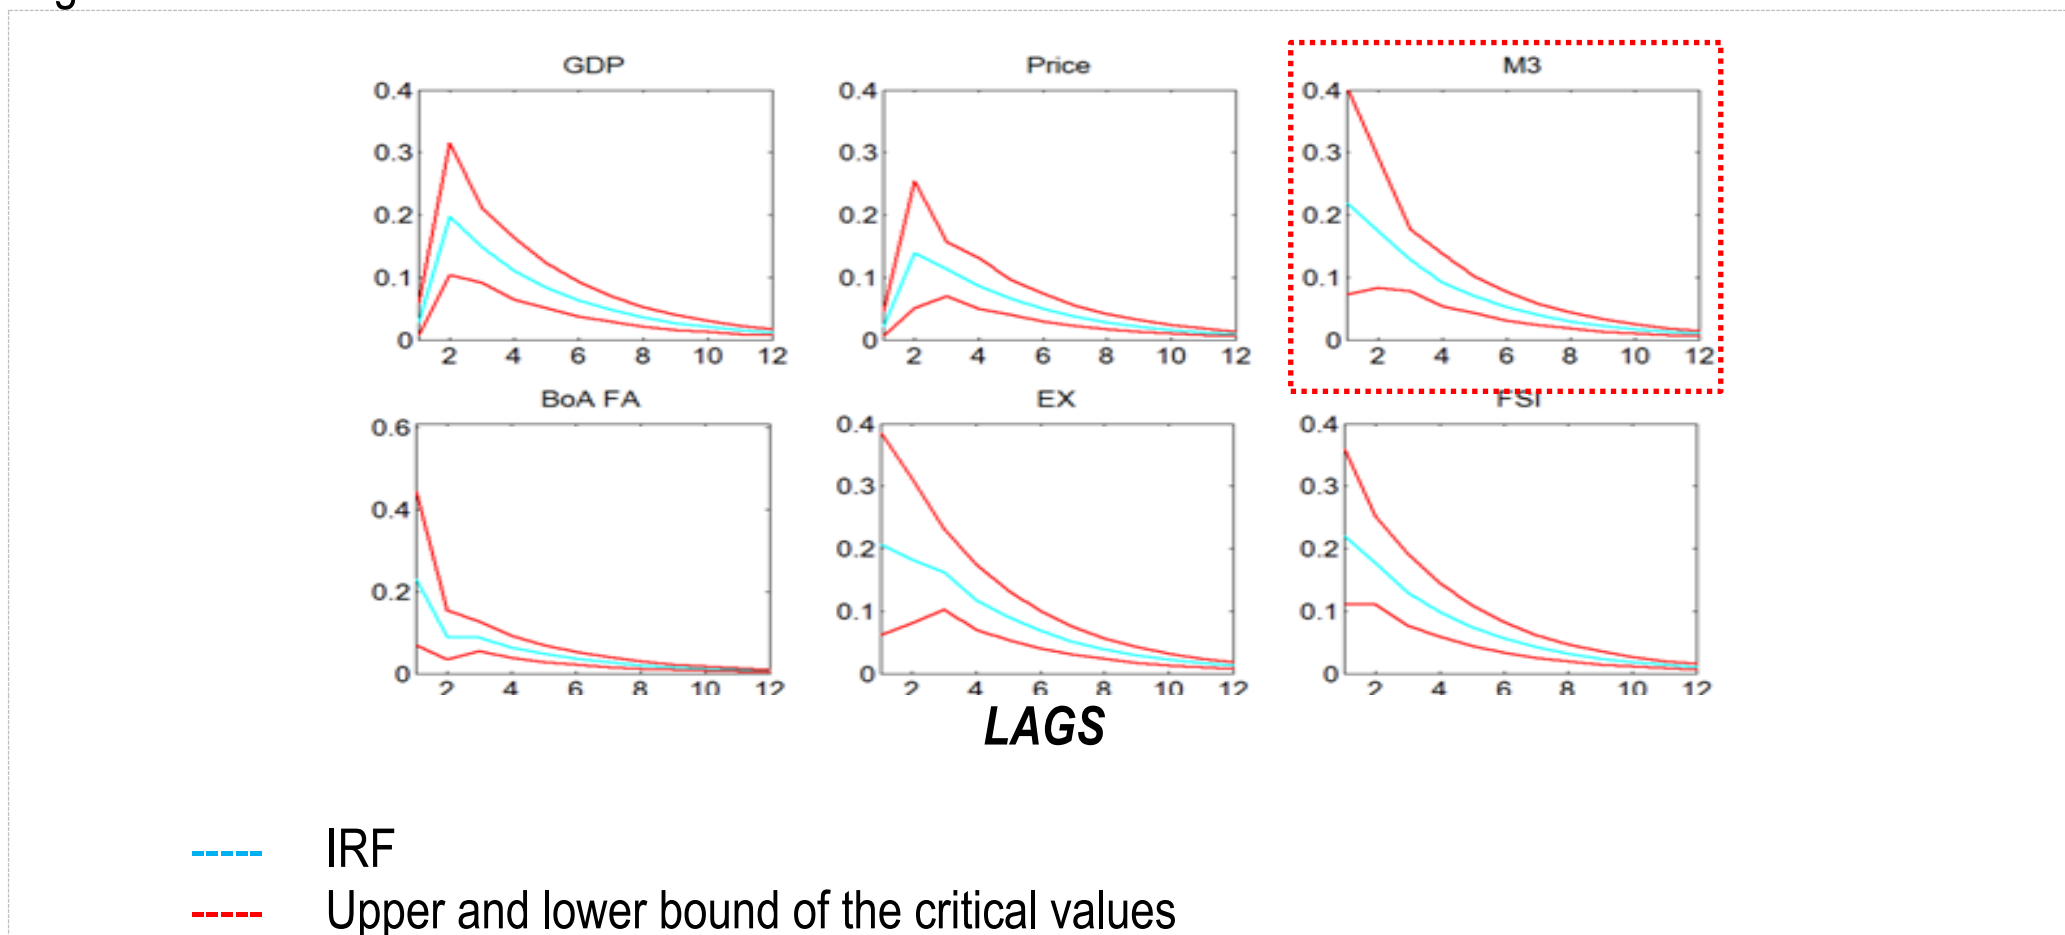 g
GDP Price M3
0.4 0.4 0.4
0.3 0.3 0.3
0.2 0.2 0.2
0.1 0.1 0.1
0 0 0
2 4 6 8 10 12 2 4 6 8 10 12 2 4 6 8 10 12
BoA FA EX FSI
0.6 0.4 0.4
0.4 0.3 0.3
0.2 0.2 0.2
0.1 0.1
0 0 0
2 4 6 8 10 12 2 4 6 8 10 12 2 4 6 8 10 12
LAGS
IRF
Upper and lower bound of the critical values